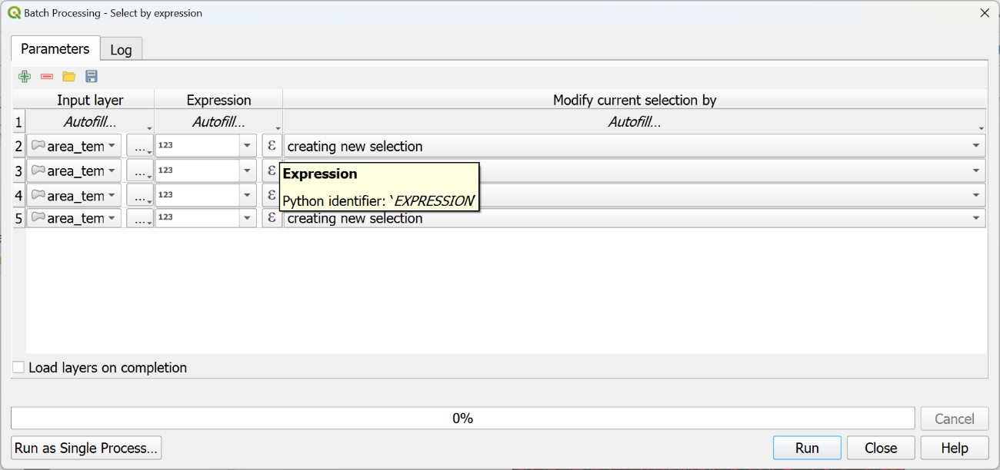 Batch Processing - Select by expression
Parameters
Log
Input layer Expression Modify current selection by
1 Autofill... Autofill... Autofill...
2 area_tem ... 123 ε creating new selection
3 area_tem ... 123 ε
4 area_tem ... 123 ε
5 area_tem ... 123 ε creating new selection
Expression
Python identifier: ‘EXPRESSION
Load layers on completion
0%
Cancel
Run as Single Process...
Run
Close
Help